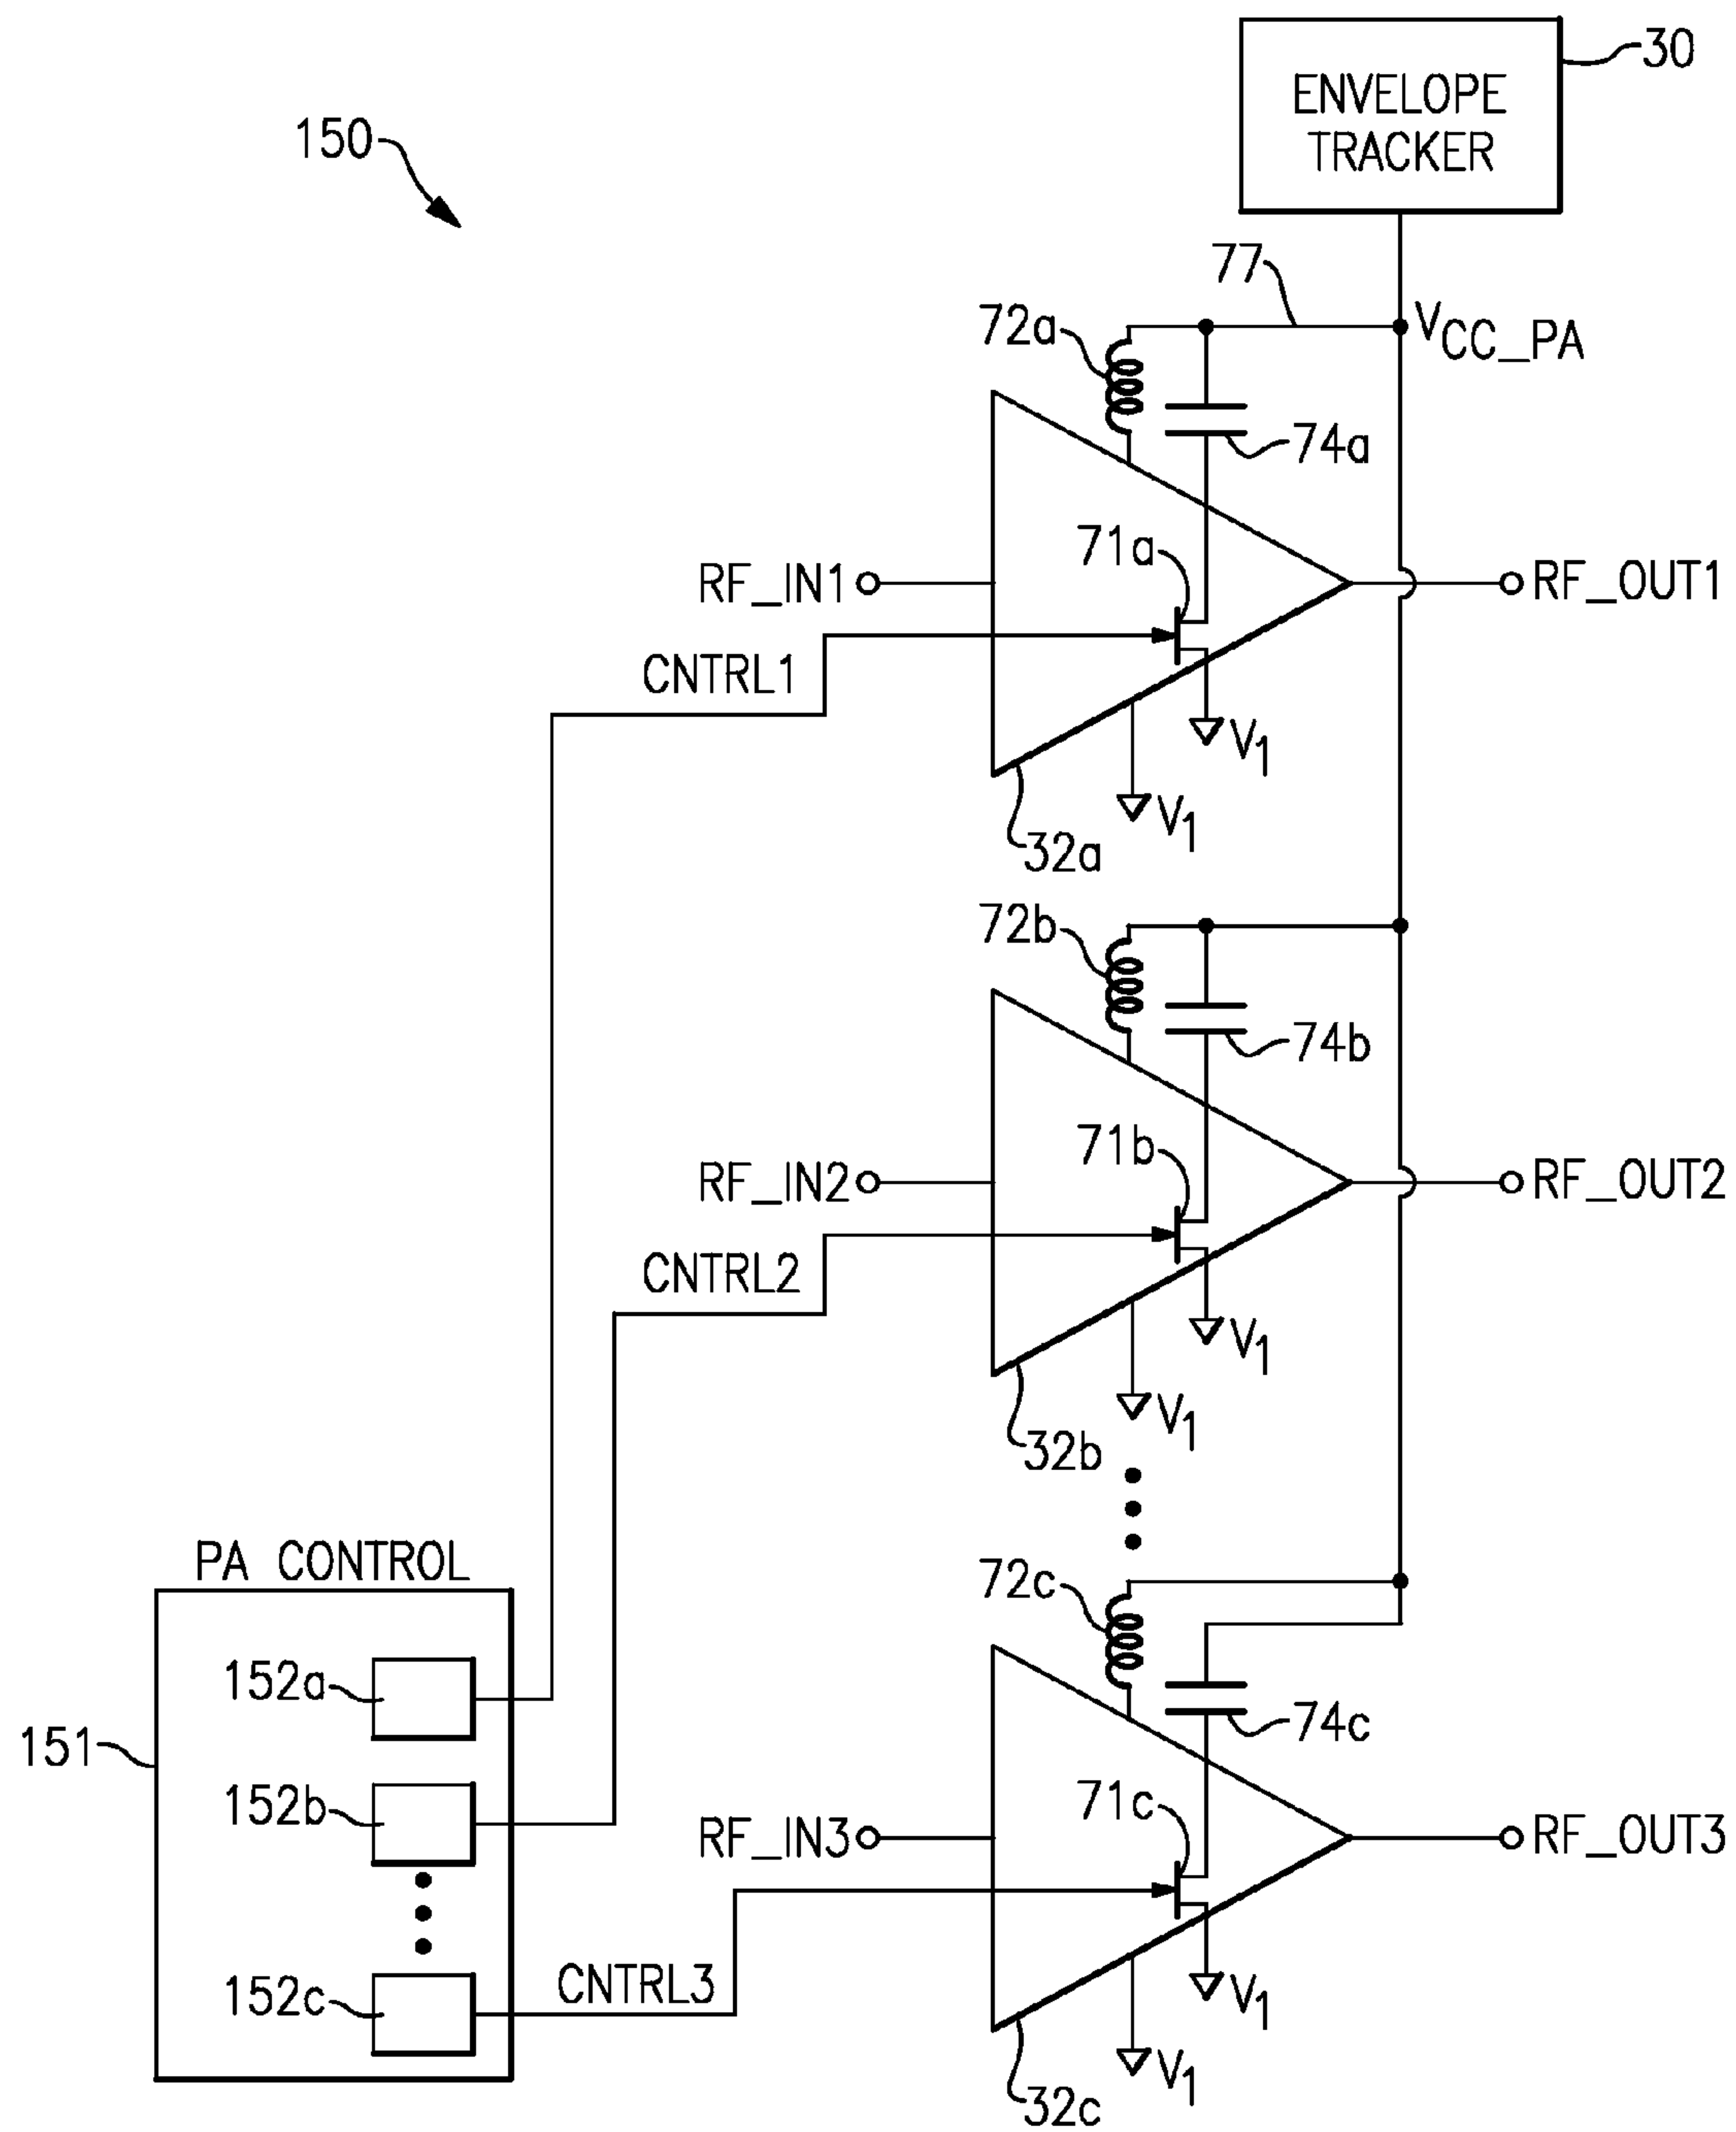 30
ENVELOPE
TRACKER
150
77
72a
V CC_PA
74a
71a
RF_IN1
RF_OUT1
CNTRL1
V1
V1
32a
72b
74b
71b
RF_IN2
RF_OUT2
CNTRL2
V1
V1
32b
PA CONTROL
72c
152a
74c
151
152b
71c
RF_IN3
RF_OUT3
152c
CNTRL3
V1
V1
32c